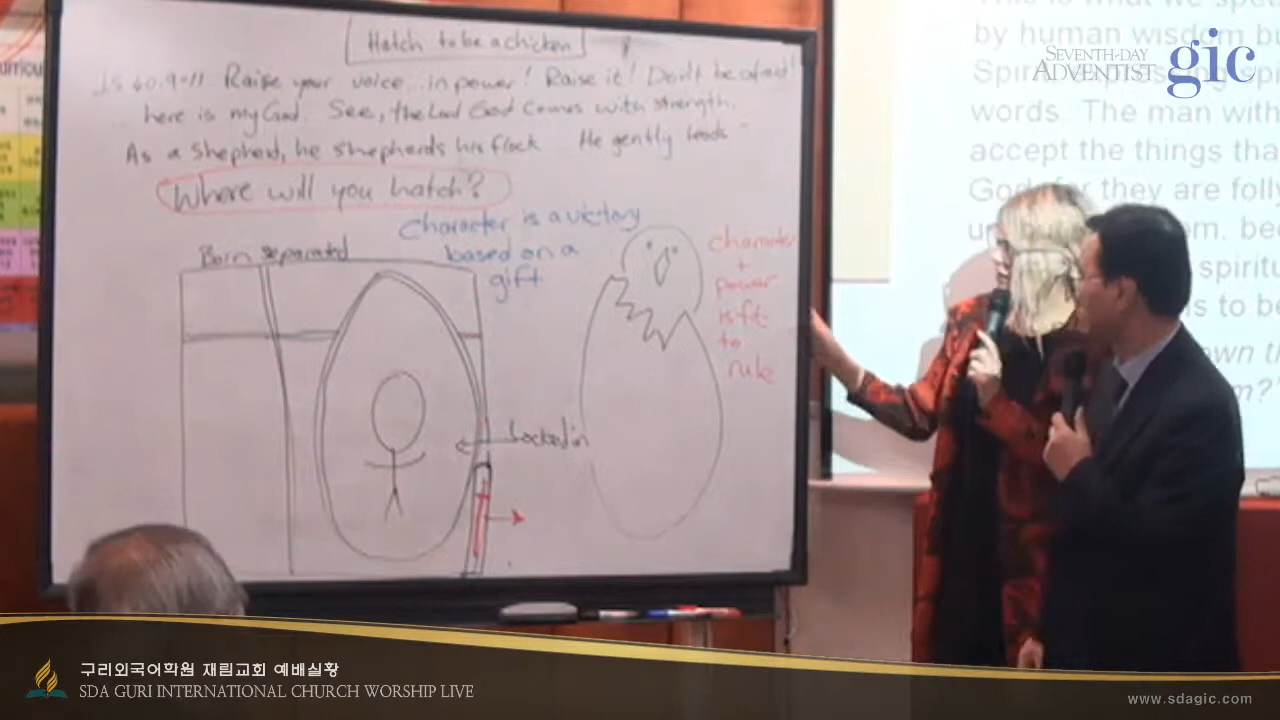 Hatch to be a chicken
Is 40:9-11 Raise your voice... in power! Raise it! Don't be afraid!
here is my God. See, the Lord God comes with strength.
As a Shepherd, he shepherds his flock He gently leads
Where will you hatch?
Character is a victory
based on a
gift
Born separated
character
+
power
is fit
to
rule
Locked in
by human wisdom
words. The man with
accept the things tha
God, for they are foll
spiritu
s to b
own th
m?
SEVENTH-DAY
ADVENTIST gic
urricu
구리외국어학원 재림교회 예배실황
SDA GURI INTERNATIONAL CHURCH WORSHIP LIVE
www.sdagic.com